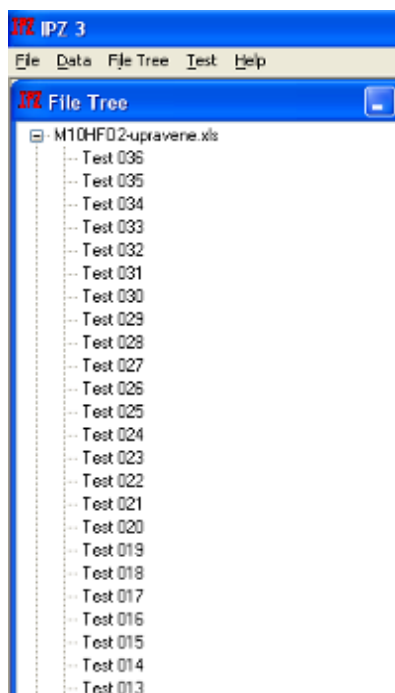 IPZ IPZ 3
File Data File Tree Test Help
IPZ File Tree
M10HF02-upravene.xls
Test 036
Test 035
Test 034
Test 033
Test 032
Test 031
Test 030
Test 029
Test 028
Test 027
Test 026
Test 025
Test 024
Test 023
Test 022
Test 021
Test 020
Test 019
Test 018
Test 017
Test 016
Test 015
Test 014
Test 013